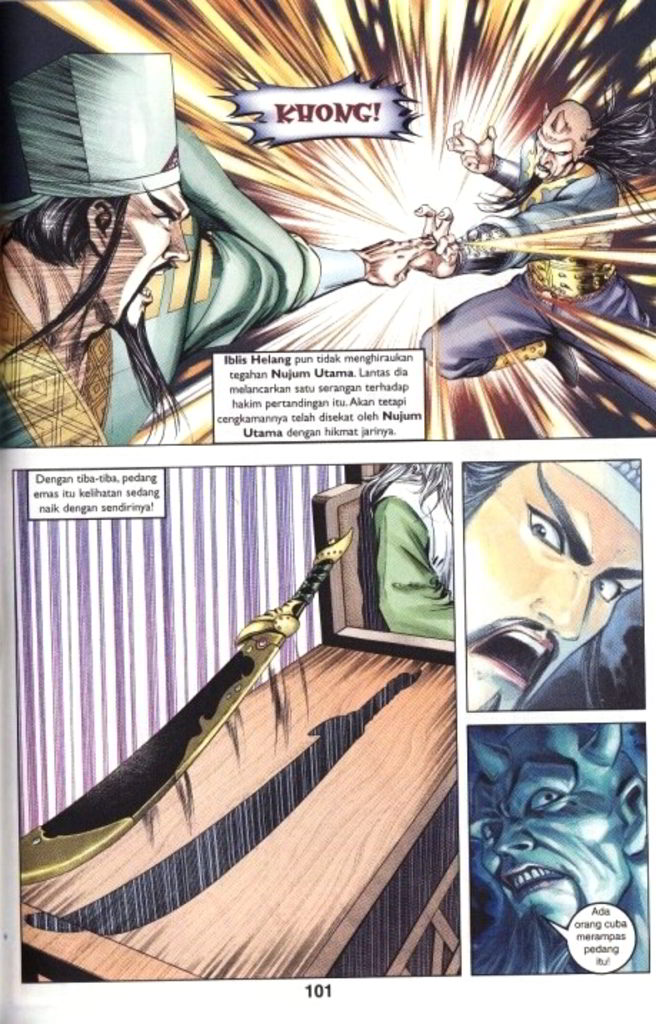 KHONG!
Iblis Helang pun tidak menghiraukan
tegahan Nujum Utama. Lantas dia
melancarkan satu serangan terhadap
hakim pertandingan itu. Akan tetapi
cengkamannya telah disekat oleh Nujum
Utama dengan hikmat jarinya.
Dengan tiba-tiba, pedang
emas itu kelihatan sedang
naik dengan sendirinya!
Ada
orang cuba
merampas
pedang
itu!
101